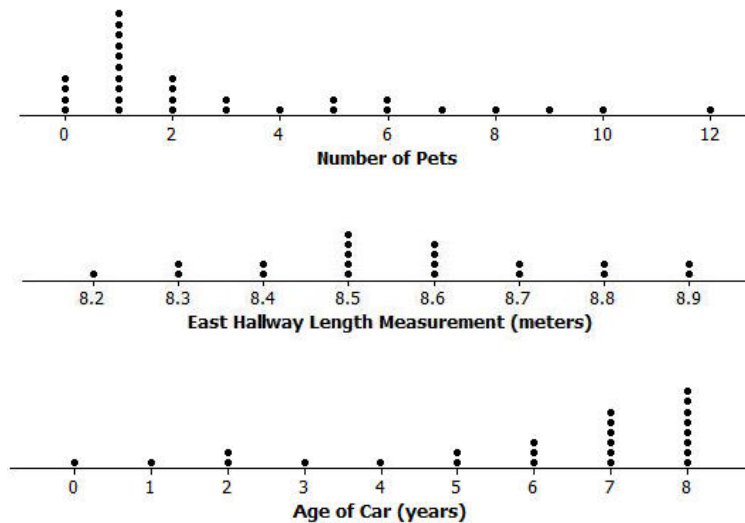 0 2 4 6 8 10 12
Number of Pets
8.2 8.3 8.4 8.5 8.6 8.7 8.8 8.9
East Hallway Length Measurement (meters)
0 1 2 3 4 5 6 7 8
Age of Car (years)